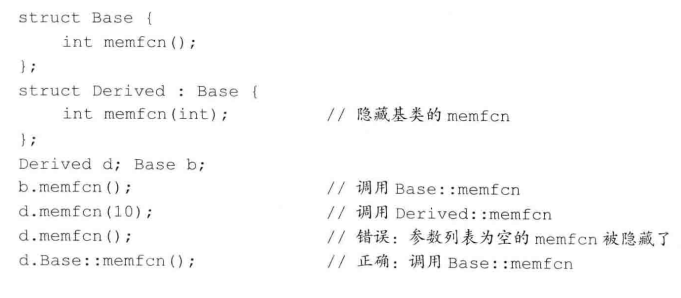 struct Base {
    int memfcn();
};
struct Derived : Base {
    int memfcn(int);          // 隐藏基类的 memfcn
};
Derived d; Base b;
b.memfcn();                   // 调用 Base::memfcn
d.memfcn(10);                 // 调用 Derived::memfcn
d.memfcn();                   // 错误：参数列表为空的 memfcn 被隐藏了
d.Base::memfcn();             // 正确：调用 Base::memfcn